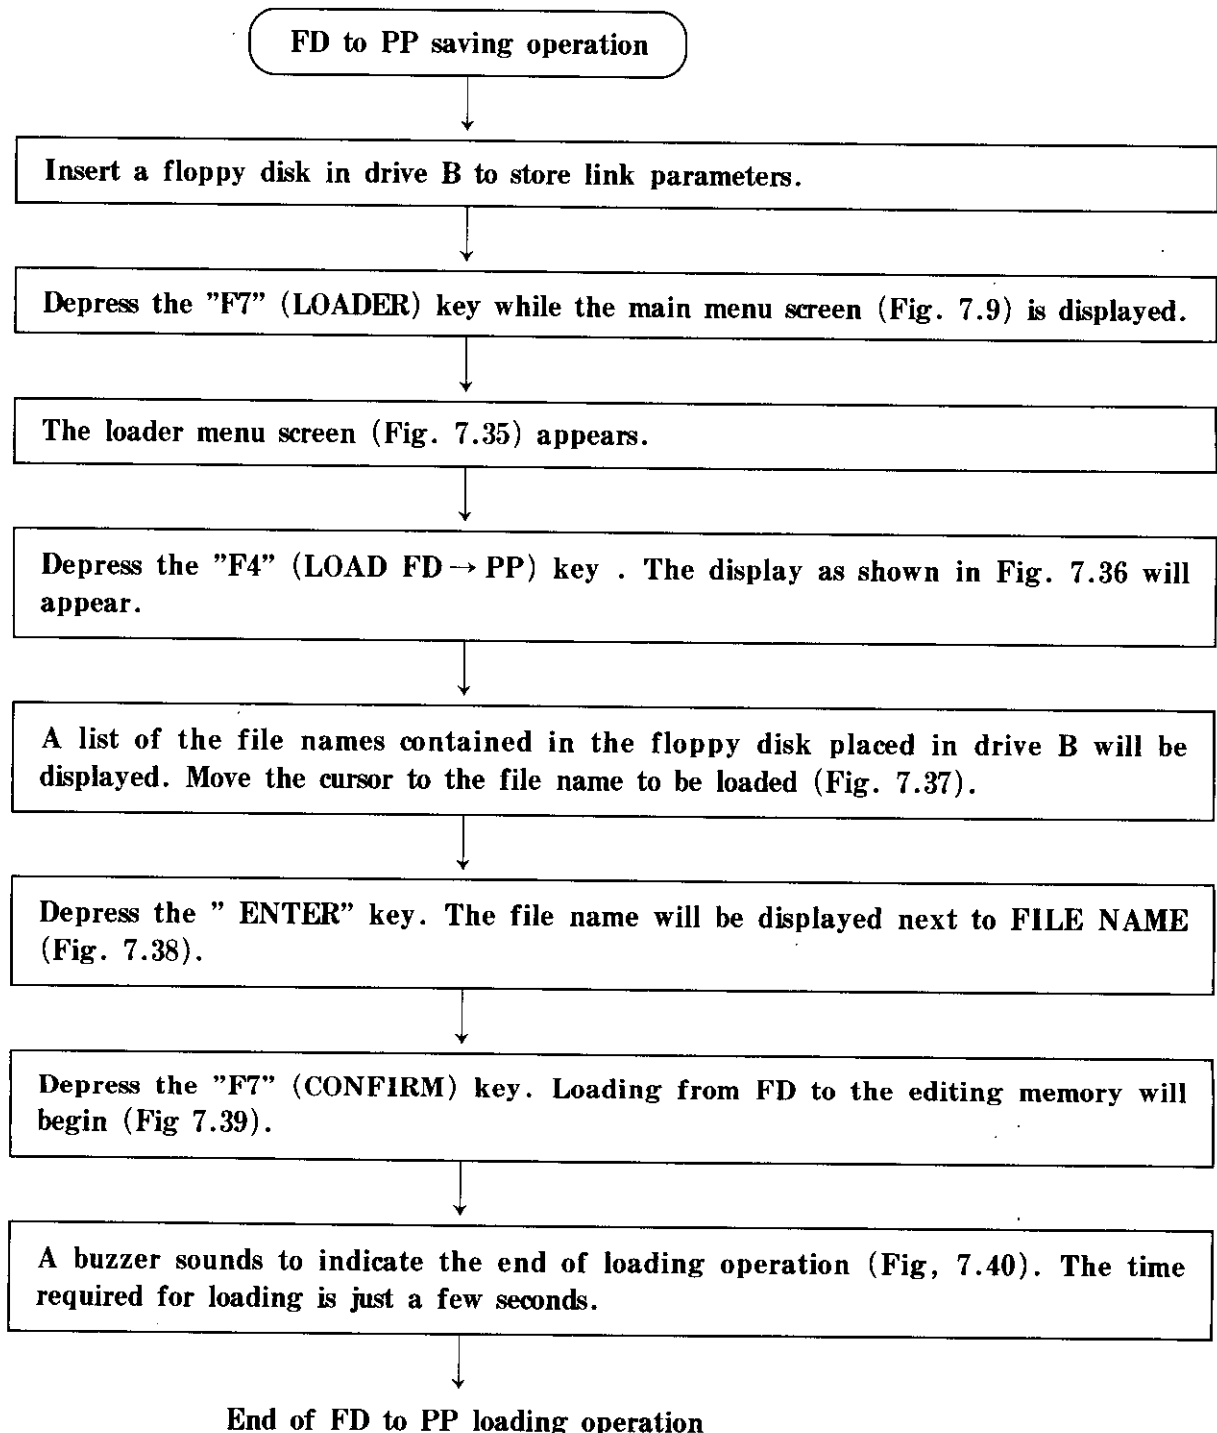 FD to PP saving operation
Insert a floppy disk in drive B to store link parameters.
Depress the "F7" (LOADER) key while the main menu screen (Fig. 7.9) is displayed.
The loader menu screen (Fig. 7.35) appears.
Depress the "F4" (LOAD FD→PP) key . The display as shown in Fig. 7.36 will
appear.
A list of the file names contained in the floppy disk placed in drive B will be
displayed. Move the cursor to the file name to be loaded (Fig. 7.37).
Depress the " ENTER" key. The file name will be displayed next to FILE NAME
(Fig. 7.38).
Depress the "F7" (CONFIRM) key. Loading from FD to the editing memory will
begin (Fig 7.39).
A buzzer sounds to indicate the end of loading operation (Fig, 7.40). The time
required for loading is just a few seconds.
End of FD to PP loading operation